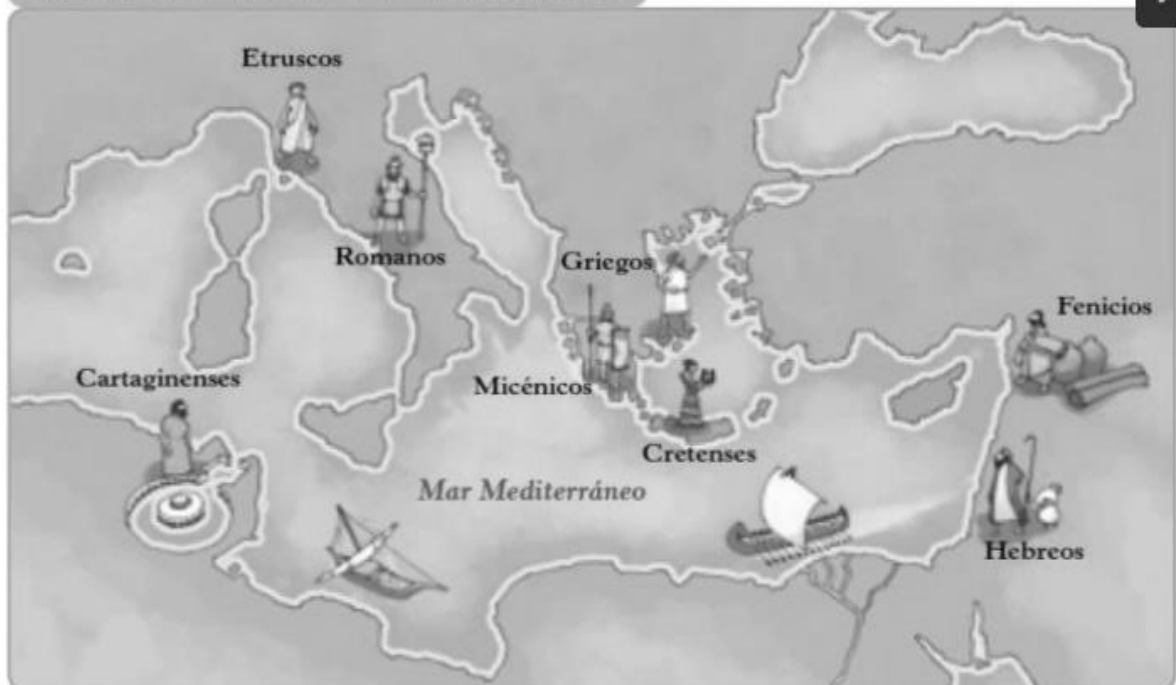 Etruscos
Romanos
Griegos
Fenicios
Cartaginenses
Micénicos
Cretenses
Mar Mediterráneo
Hebreos